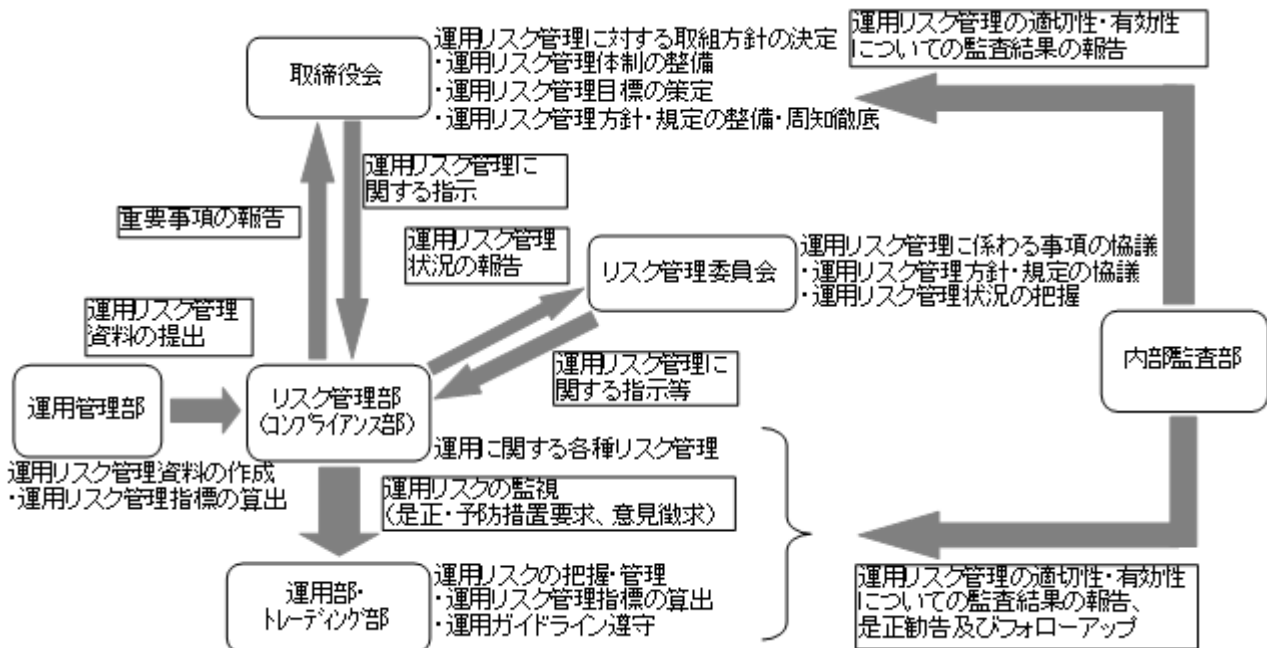 運用リスク管理に対する取組方針の決定
・運用リスク管理体制の整備
・運用リスク管理目標の策定
・運用リスク管理方針・規定の整備・周知徹底
運用リスク管理の適切性・有効性
についての監査結果の報告
取締役会
運用リスク管理に
関する指示
重要事項の報告
運用リスク管理
状況の報告
リスク管理委員会
運用リスク管理に係わる事項の協議
・運用リスク管理方針・規定の協議
・運用リスク管理状況の把握
運用リスク管理
資料の提出
内部監査部
運用リスク管理に
関する指示等
運用管理部
リスク管理部
(コンプライアンス部)
運用に関する各種リスク管理
運用リスク管理資料の作成
・運用リスク管理指標の算出
運用リスクの監視
(是正・予防措置要求、意見徴求)
運用部・
トレーディング部
運用リスクの把握・管理
・運用リスク管理指標の算出
・運用ガイドライン遵守
運用リスク管理の適切性・有効性
についての監査結果の報告、
是正勧告及びフォローアップ